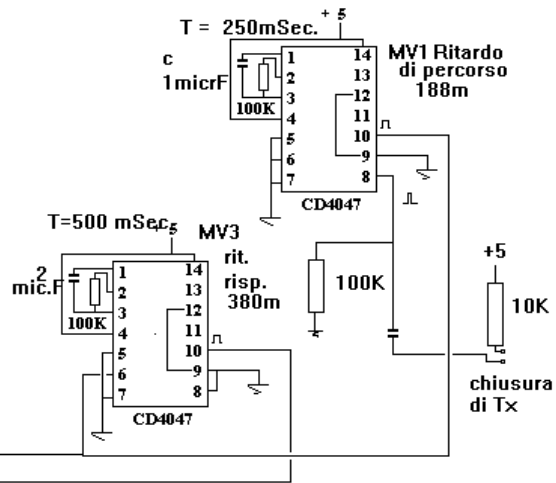 T = 250mSec.
+ 5
c
1micrF
100K
1
2
3
4
5
6
7
14
13
12
11
10
9
8
CD4047
MV1 Ritardo
di percorso
188m
T=500 mSec.
+ 5
2
mic.F
100K
1
2
3
4
5
6
7
14
13
12
11
10
9
8
CD4047
MV3
rit.
risp.
380m
100K
+5
10K
chiusura
di Tx